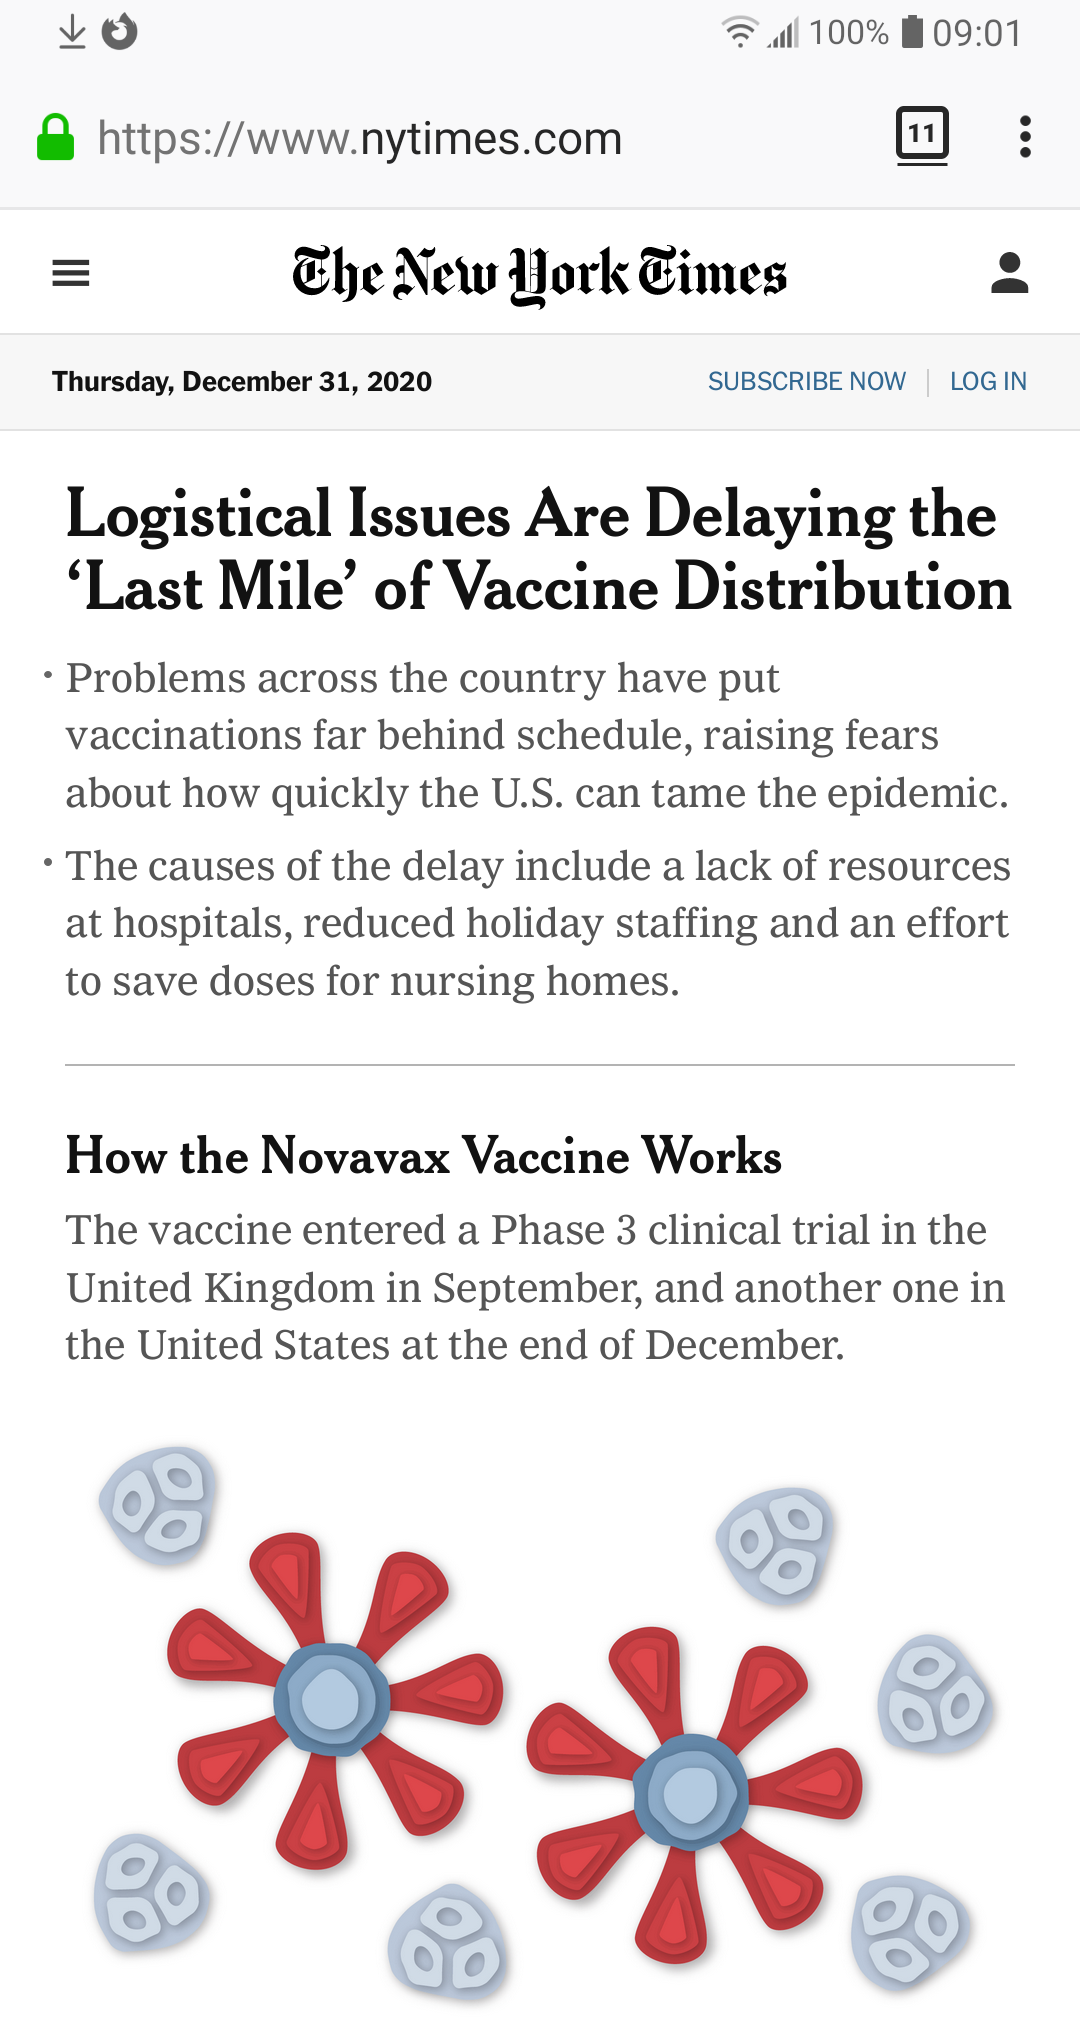 100% 09:01
https://www.nytimes.com 11
The New York Times
Thursday, December 31, 2020 SUBSCRIBE NOW LOG IN
Logistical Issues Are Delaying the
‘Last Mile’ of Vaccine Distribution
• Problems across the country have put
vaccinations far behind schedule, raising fears
about how quickly the U.S. can tame the epidemic.
• The causes of the delay include a lack of resources
at hospitals, reduced holiday staffing and an effort
to save doses for nursing homes.
How the Novavax Vaccine Works
The vaccine entered a Phase 3 clinical trial in the
United Kingdom in September, and another one in
the United States at the end of December.